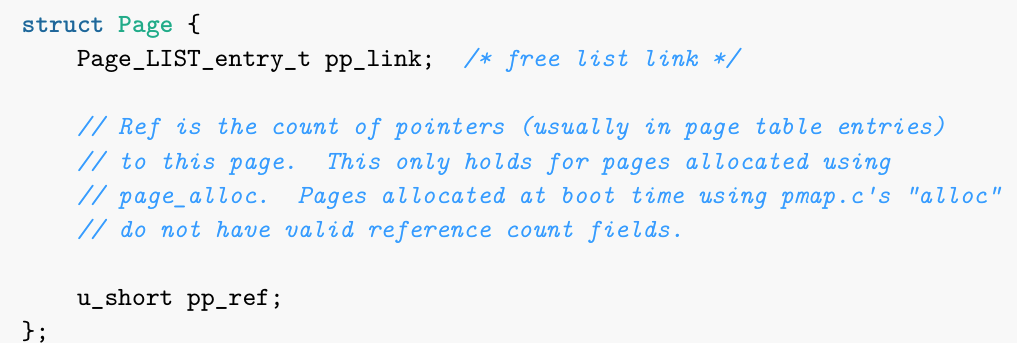 struct Page {
    Page_LIST_entry_t pp_link;  /* free list link */
    // Ref is the count of pointers (usually in page table entries)
    // to this page.  This only holds for pages allocated using
    // page_alloc.  Pages allocated at boot time using pmap.c's "alloc"
    // do not have valid reference count fields.
    u_short pp_ref;
};